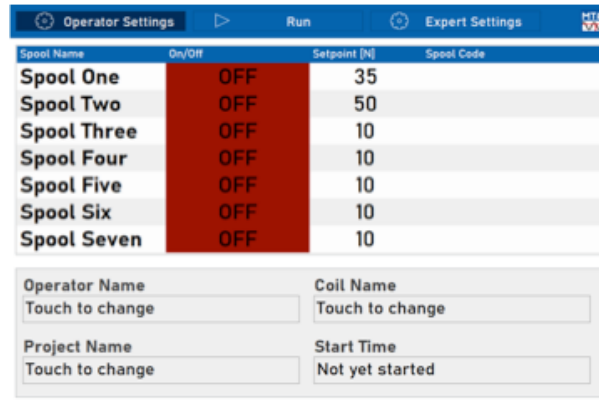 Operator Settings Run Expert Settings
Spool Name On/Off Setpoint [N] Spool Code
Spool One OFF 35
Spool Two OFF 50
Spool Three OFF 10
Spool Four OFF 10
Spool Five OFF 10
Spool Six OFF 10
Spool Seven OFF 10
Operator Name Coil Name
Touch to change Touch to change
Project Name Start Time
Touch to change Not yet started